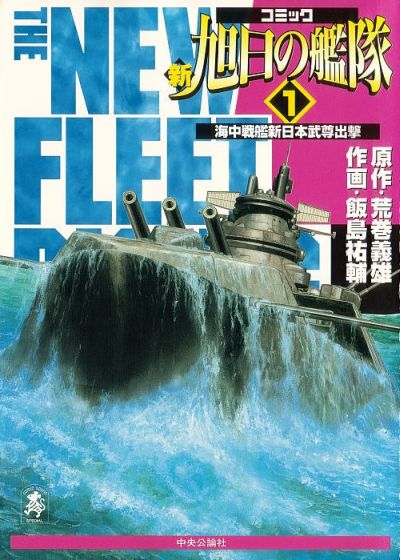 コミック
新旭日の艦隊
1
海中戦艦新日本武尊出撃
原作・荒巻義雄
作画・飯島祐輔
THE
NEW
FLEET
SPECIAL
中央公論社